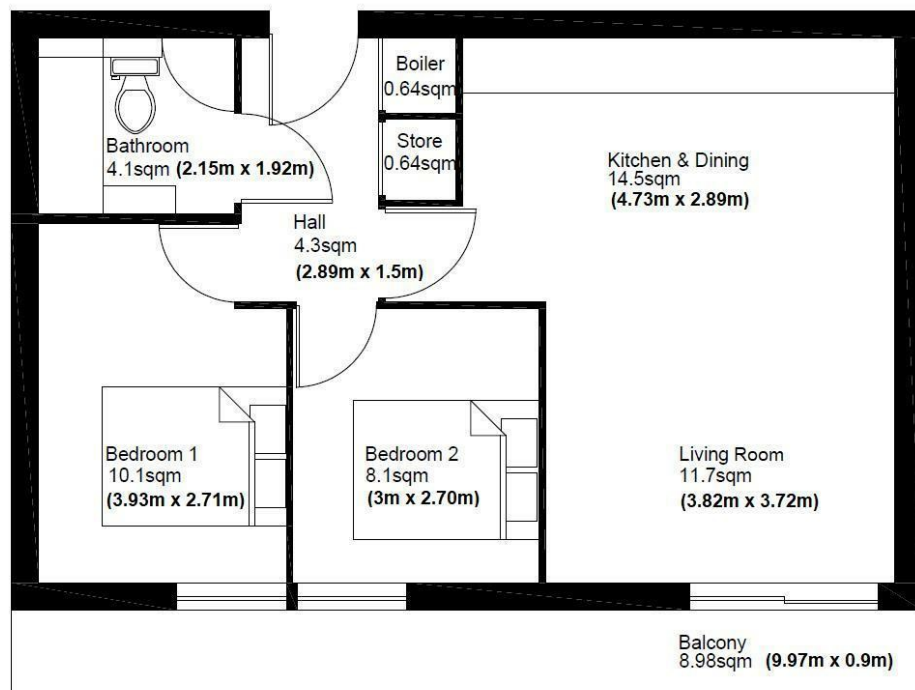 Boiler
0.64sqm
Store
0.64sqm
Bathroom
4.1sqm (2.15m x 1.92m)
Kitchen & Dining
14.5sqm
(4.73m x 2.89m)
Hall
4.3sqm
(2.89m x 1.5m)
Bedroom 1
10.1sqm
(3.93m x 2.71m)
Bedroom 2
8.1sqm
(3m x 2.70m)
Living Room
11.7sqm
(3.82m x 3.72m)
Balcony
8.98sqm (9.97m x 0.9m)